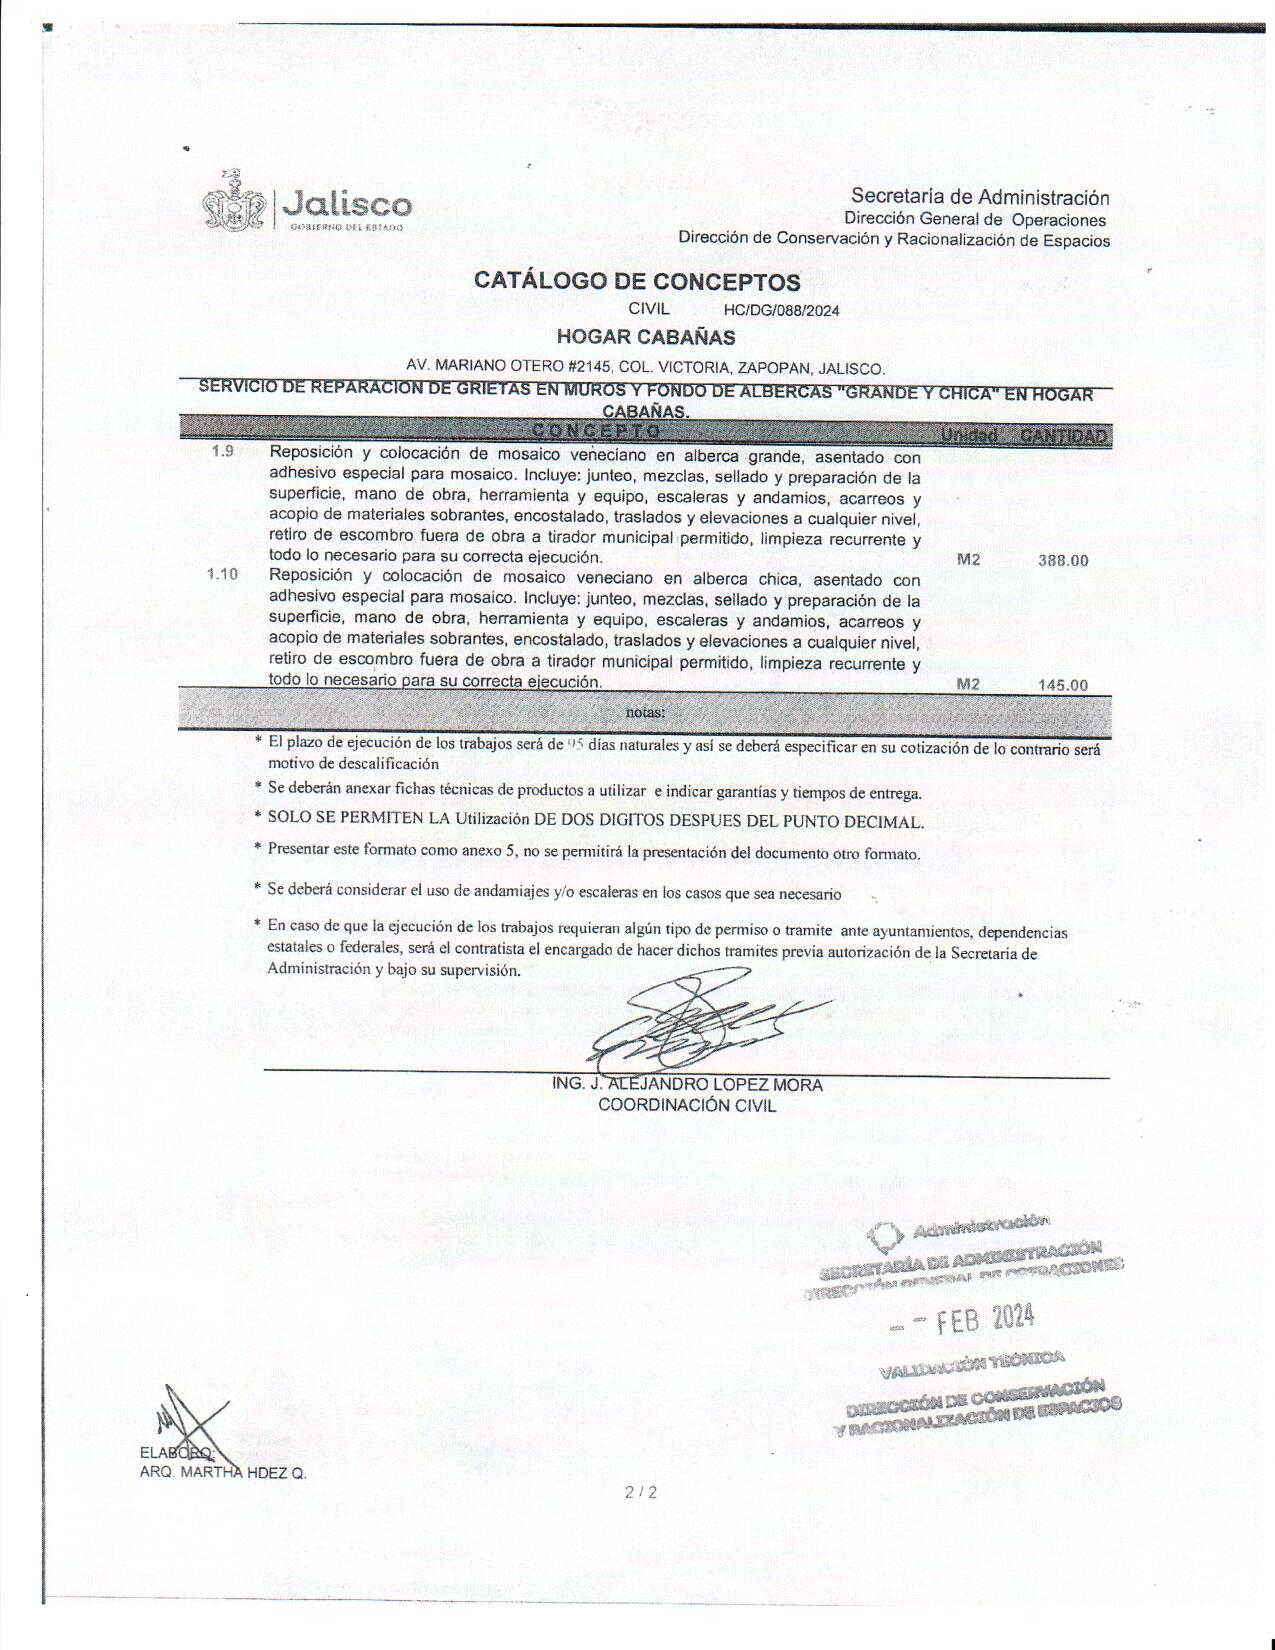 Jalisco
GOBIERNO DEL ESTADO
Secretaría de Administración
Dirección General de Operaciones
Dirección de Conservación y Racionalización de Espacios
CATÁLOGO DE CONCEPTOS
CIVIL HC/DG/088/2024
HOGAR CABAÑAS
AV. MARIANO OTERO #2145, COL. VICTORIA, ZAPOPAN, JALISCO.
SERVICIO DE REPARACION DE GRIETAS EN MUROS Y FONDO DE ALBERCAS "GRANDE Y CHICA" EN HOGAR
CABAÑAS.
CONCEPTO Unidad CANTIDAD
1.9 Reposición y colocación de mosaico veneciano en alberca grande, asentado con
adhesivo especial para mosaico. Incluye: junteo, mezclas, sellado y preparación de la
superficie, mano de obra, herramienta y equipo, escaleras y andamios, acarreos y
acopio de materiales sobrantes, encostalado, traslados y elevaciones a cualquier nivel,
retiro de escombro fuera de obra a tirador municipal permitido, limpieza recurrente y
todo lo necesario para su correcta ejecución. M2 388.00
1.10 Reposición y colocación de mosaico veneciano en alberca chica, asentado con
adhesivo especial para mosaico. Incluye: junteo, mezclas, sellado y preparación de la
superficie, mano de obra, herramienta y equipo, escaleras y andamios, acarreos y
acopio de materiales sobrantes, encostalado, traslados y elevaciones a cualquier nivel,
retiro de escombro fuera de obra a tirador municipal permitido, limpieza recurrente y
todo lo necesario para su correcta ejecución. M2 145.00
notas:
* El plazo de ejecución de los trabajos será de días naturales y así se deberá especificar en su cotización de lo contrario será
motivo de descalificación
* Se deberán anexar fichas técnicas de productos a utilizar e indicar garantías y tiempos de entrega.
* SOLO SE PERMITEN LA Utilización DE DOS DIGITOS DESPUES DEL PUNTO DECIMAL.
* Presentar este formato como anexo 5, no se permitirá la presentación del documento otro formato.
* Se deberá considerar el uso de andamiajes y/o escaleras en los casos que sea necesario
* En caso de que la ejecución de los trabajos requieran algún tipo de permiso o tramite ante ayuntamientos, dependencias
estatales o federales, será el contratista el encargado de hacer dichos tramites previa autorización de la Secretaria de
Administración y bajo su supervisión.
ING. J. ALEJANDRO LOPEZ MORA
COORDINACIÓN CIVIL
Administración
SECRETARÍA DE ADMINISTRACIÓN
DIRECCIÓN GENERAL DE OPERACIONES
-- FEB 2024
VALIDACIÓN TÉCNICA
DIRECCIÓN DE CONSERVACIÓN
Y RACIONALIZACIÓN DE ESPACIOS
ELABORO:
ARQ. MARTHA HDEZ Q.
2 / 2